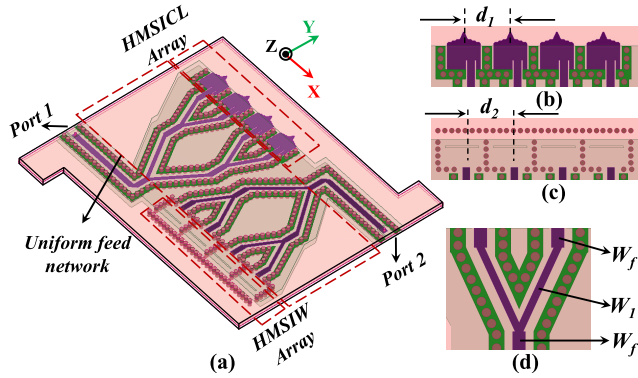 HMSICL
Array
Z
Y
X
Port 1
Uniform feed
network
Port 2
HMSIW
Array
(a)
d1
(b)
d2
(c)
Wf
W1
Wf
(d)